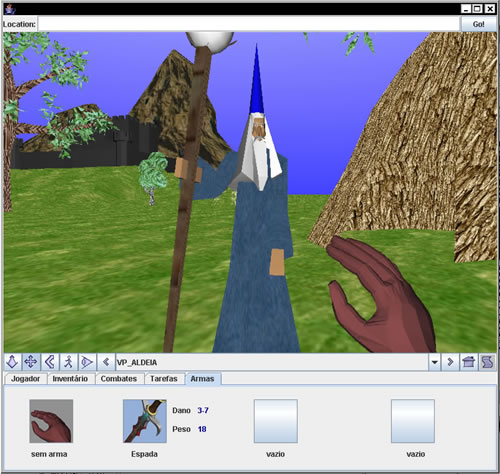 Location:
Go!
VP_ALDEIA
Jogador Inventário Combates Tarefas Armas
Dano 3-7
Peso 18
sem arma Espada vazio vazio